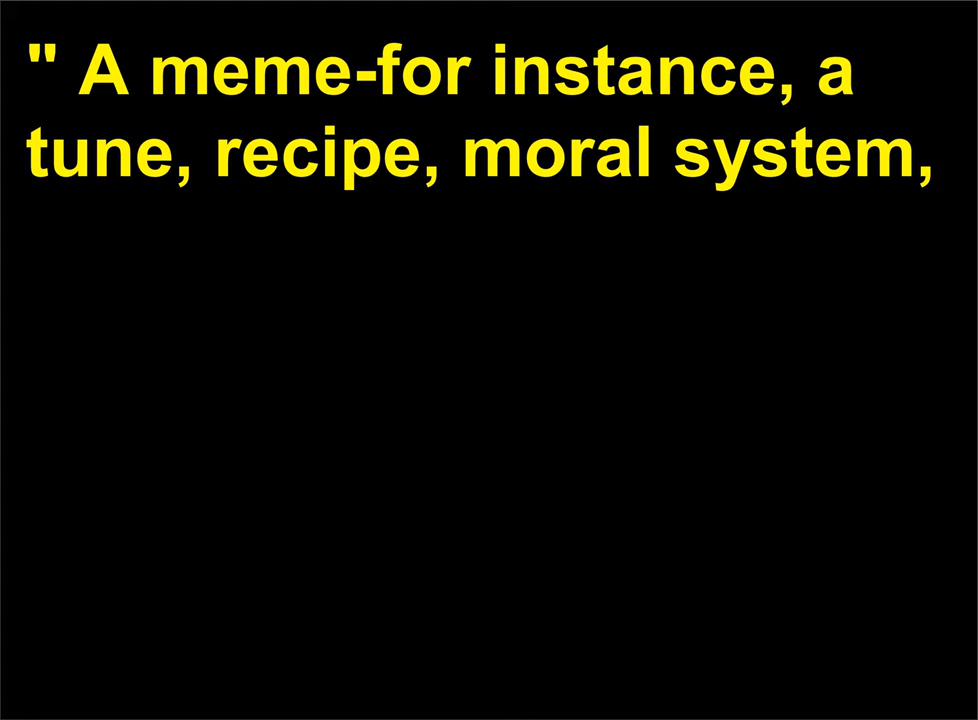 " A meme-for instance, a
tune, recipe, moral system,